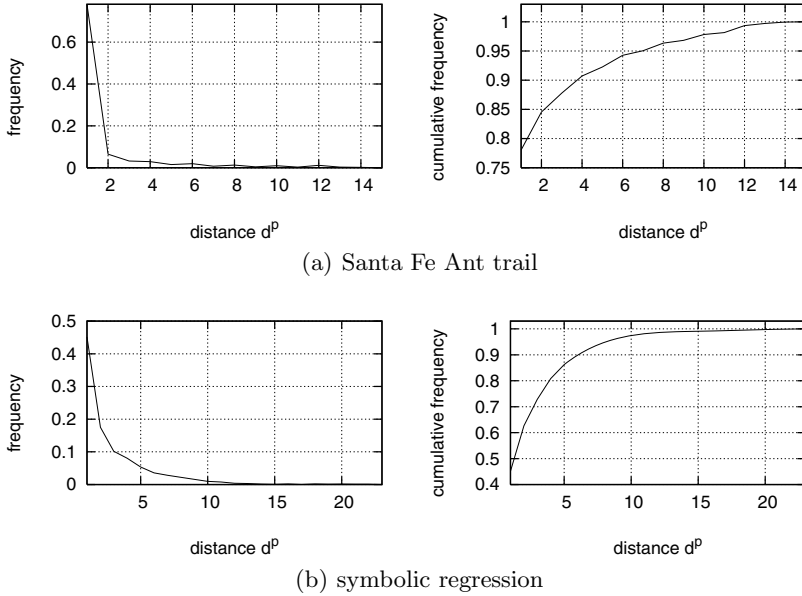 0.6
0.4
0.2
0
2 4 6 8 10 12 14
frequency
distance d^p
1
0.95
0.9
0.85
0.8
0.75
2 4 6 8 10 12 14
cumulative frequency
distance d^p
(a) Santa Fe Ant trail
0.5
0.4
0.3
0.2
0.1
0
5 10 15 20
frequency
distance d^p
1
0.9
0.8
0.7
0.6
0.5
0.4
5 10 15 20
cumulative frequency
distance d^p
(b) symbolic regression